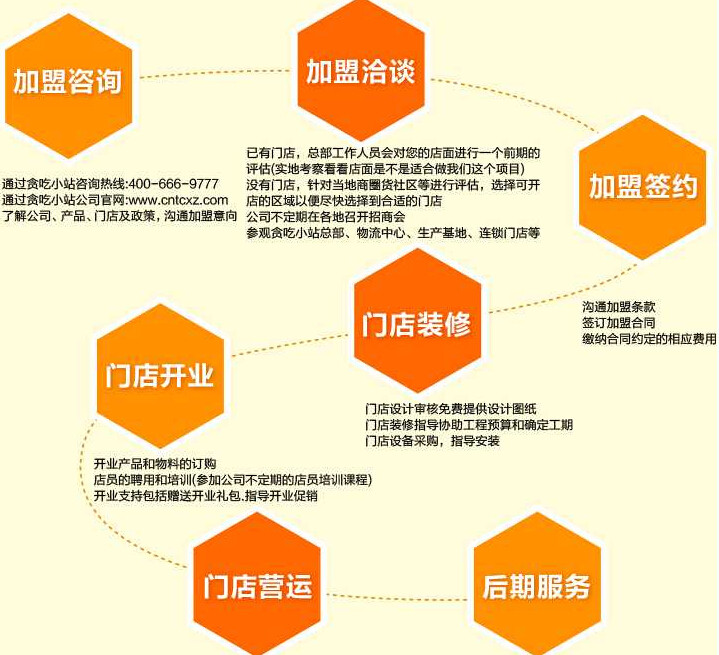 加盟咨询
通过贪吃小站咨询热线:400-666-9777
通过贪吃小站公司官网:www.cntcxz.com
了解公司、产品、门店及政策，沟通加盟意向
加盟洽谈
已有门店，总部工作人员会对您的店面进行一个前期的
评估(实地考察看看店面是不是适合做我们这个项目)
没有门店，针对当地商圈货社区等进行评估，选择可开
店的区域以便尽快选择到合适的门店
公司不定期在各地召开招商会
参观贪吃小站总部、物流中心、生产基地、连锁门店等
加盟签约
沟通加盟条款
签订加盟合同
缴纳合同约定的相应费用
门店装修
门店设计审核免费提供设计图纸
门店装修指导协助工程预算和确定工期
门店设备采购，指导安装
门店开业
开业产品和物料的订购
店员的聘用和培训(参加公司不定期的店员培训课程)
开业支持包括赠送开业礼包.指导开业促销
门店营运
后期服务